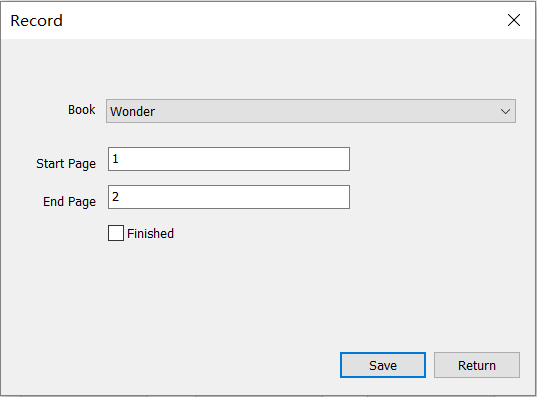 Record
Book Wonder
Start Page 1
End Page 2
Finished
Save Return